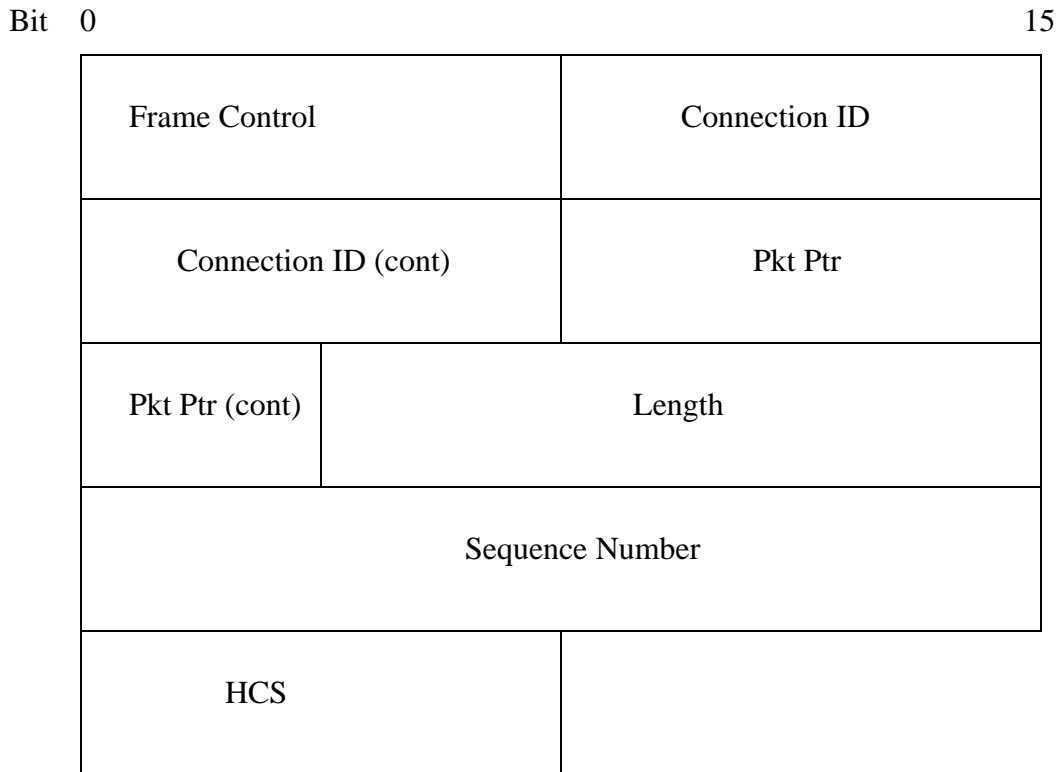 Bit 0 15
Frame Control Connection ID
Connection ID (cont) Pkt Ptr
Pkt Ptr (cont) Length
Sequence Number
HCS